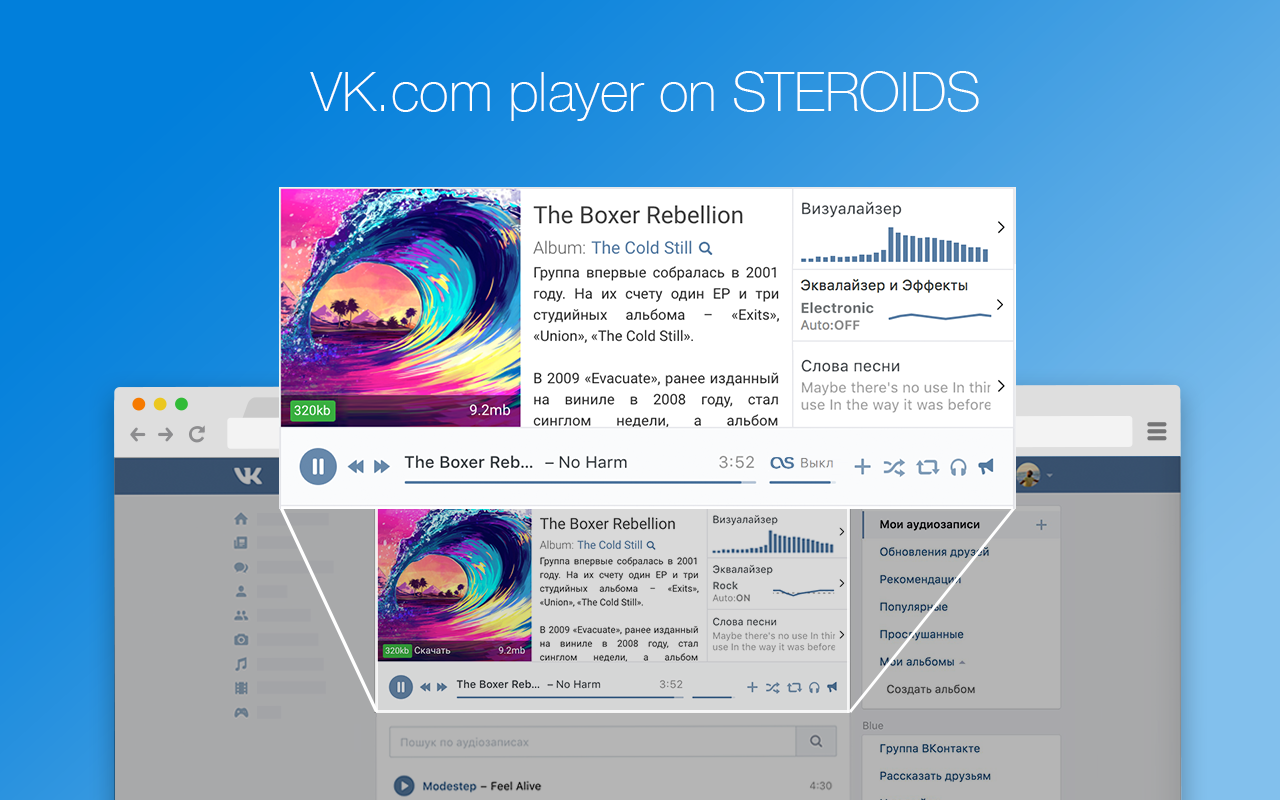 VK.com player on STEROIDS
The Boxer Rebellion
Album: The Cold Still
Группа впервые собралась в 2001
году. На их счету один EP и три
студийных альбома – «Exits»,
«Union», «The Cold Still».
В 2009 «Evacuate», ранее изданный
на виниле в 2008 году, стал
синглом недели, а альбом
320kb
9.2mb
Визуалайзер
Эквалайзер и Эффекты
Electronic
Auto:OFF
Слова песни
Maybe there's no use In thir
use In the way it was before
The Boxer Reb... – No Harm
3:52
Выкл
The Boxer Rebellion
Album: The Cold Still
Группа впервые собралась в 2001
году. На их счету один EP и три
студийных альбома – «Exits»,
«Union», «The Cold Still».
В 2009 «Evacuate», ранее изданный
на виниле в 2008 году, стал
синглом недели, а альбом
320kb Скачать
9.2mb
Визуалайзер
Эквалайзер
Rock
Auto:ON
Слова песни
Maybe there's no use In thir
use In the way it was before
The Boxer Reb... – No Harm
3:52
Пошук по аудіозаписах
Modestep – Feel Alive
4:30
Мои аудиозаписи
Обновления друзей
Рекомендации
Популярные
Прослушанные
Мои альбомы
Создать альбом
Blue
Группа ВКонтакте
Рассказать друзьям